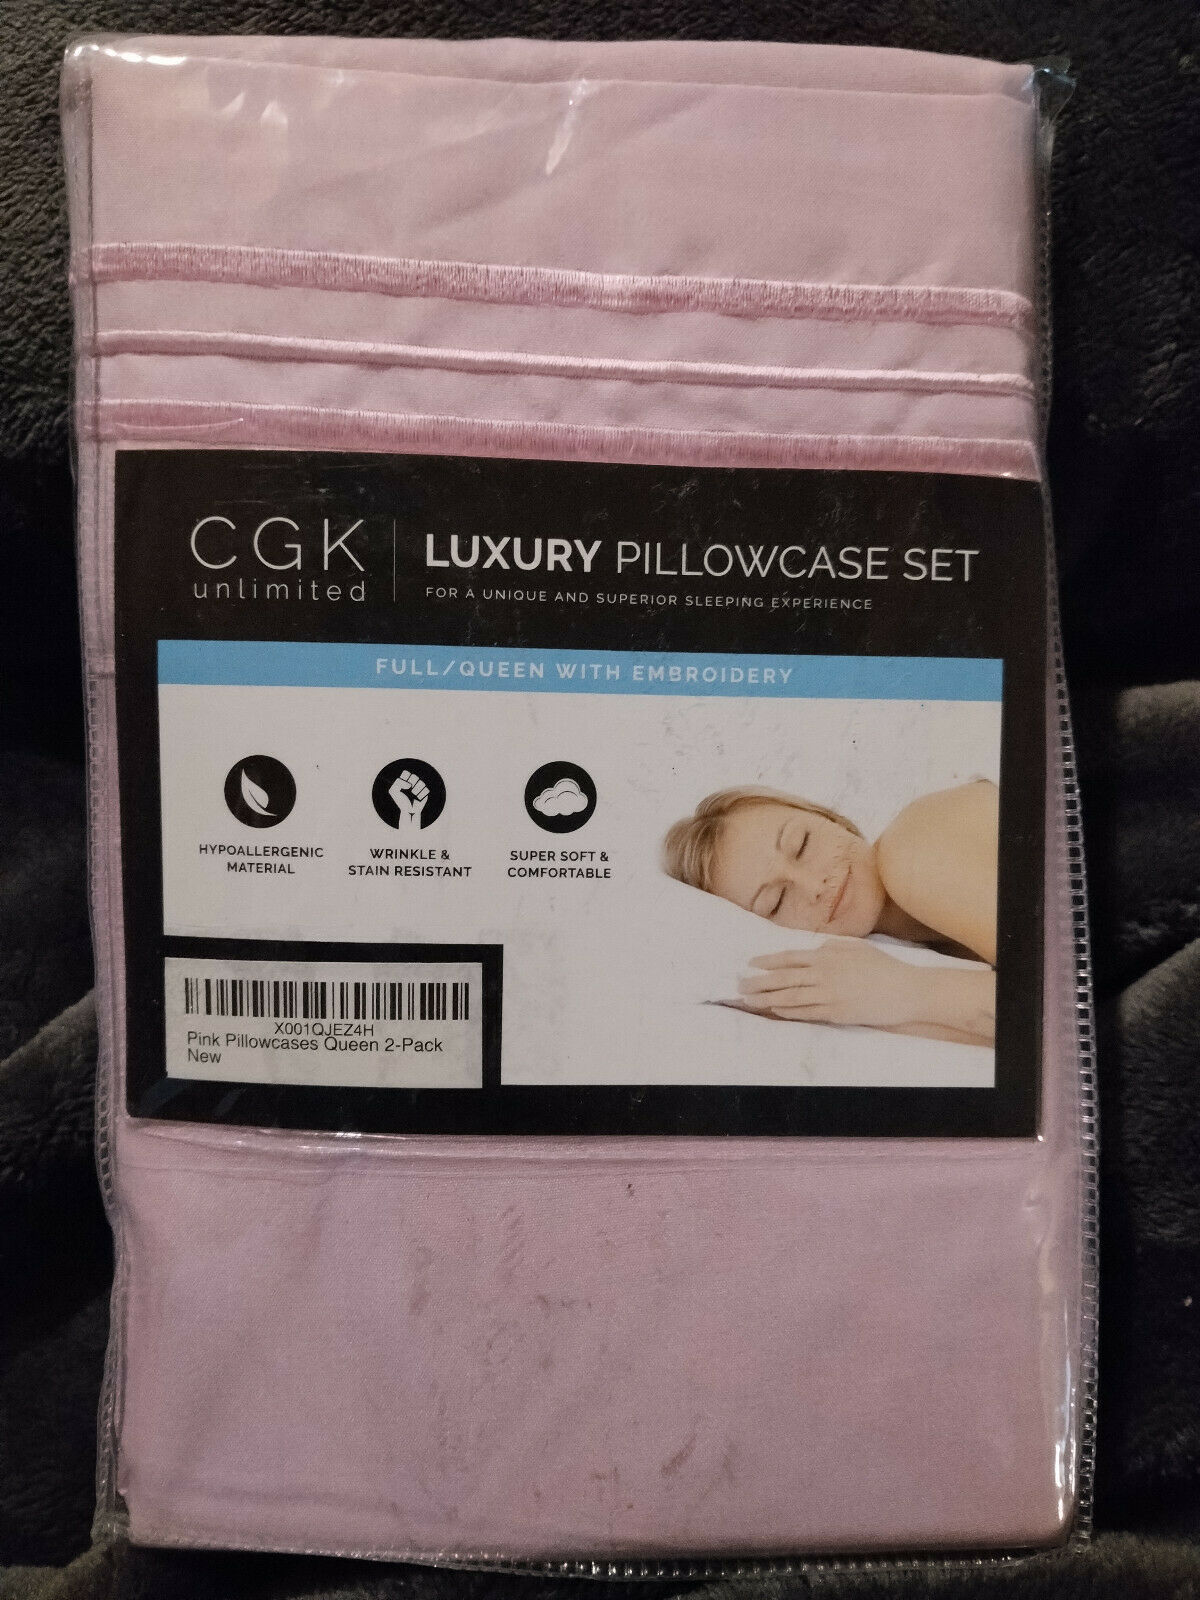 CGK
unlimited
LUXURY PILLOWCASE SET
FOR A UNIQUE AND SUPERIOR SLEEPING EXPERIENCE
FULL/QUEEN WITH EMBROIDERY
HYPOALLERGENIC
MATERIAL
WRINKLE &
STAIN RESISTANT
SUPER SOFT &
COMFORTABLE
X001QJEZ4H
Pink Pillowcases Queen 2-Pack
New